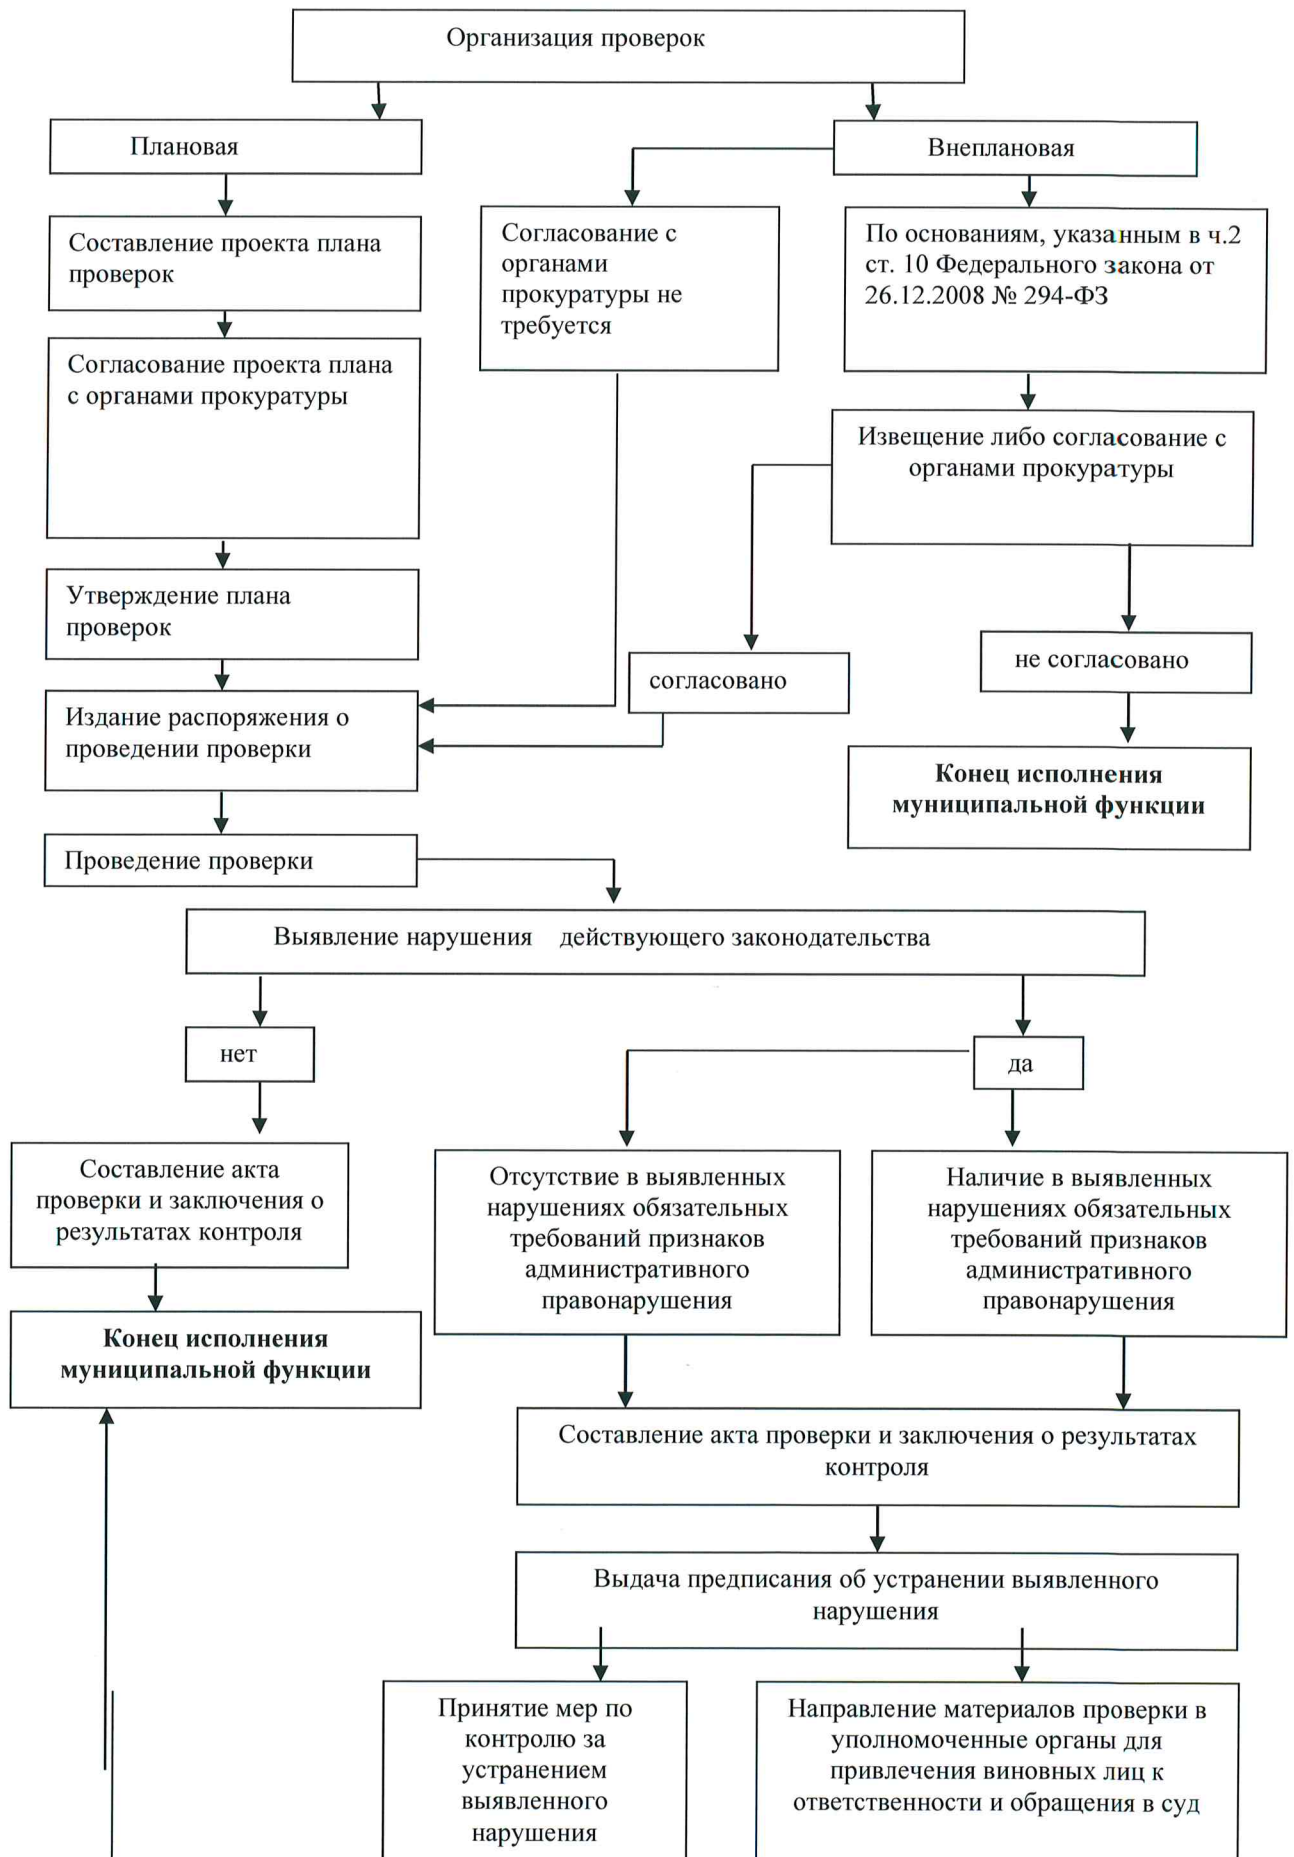 Организация проверок
Плановая
Внеплановая
Составление проекта плана
проверок
Согласование с
органами
прокуратуры не
требуется
По основаниям, указанным в ч.2
ст. 10 Федерального закона от
26.12.2008 № 294-ФЗ
Согласование проекта плана
с органами прокуратуры
Извещение либо согласование с
органами прокуратуры
Утверждение плана
проверок
согласовано
не согласовано
Издание распоряжения о
проведении проверки
Конец исполнения
муниципальной функции
Проведение проверки
Выявление нарушения действующего законодательства
нет
да
Составление акта
проверки и заключения о
результатах контроля
Отсутствие в выявленных
нарушениях обязательных
требований признаков
административного
правонарушения
Наличие в выявленных
нарушениях обязательных
требований признаков
административного
правонарушения
Конец исполнения
муниципальной функции
Составление акта проверки и заключения о результатах
контроля
Выдача предписания об устранении выявленного
нарушения
Принятие мер по
контролю за
устранением
выявленного
нарушения
Направление материалов проверки в
уполномоченные органы для
привлечения виновных лиц к
ответственности и обращения в суд